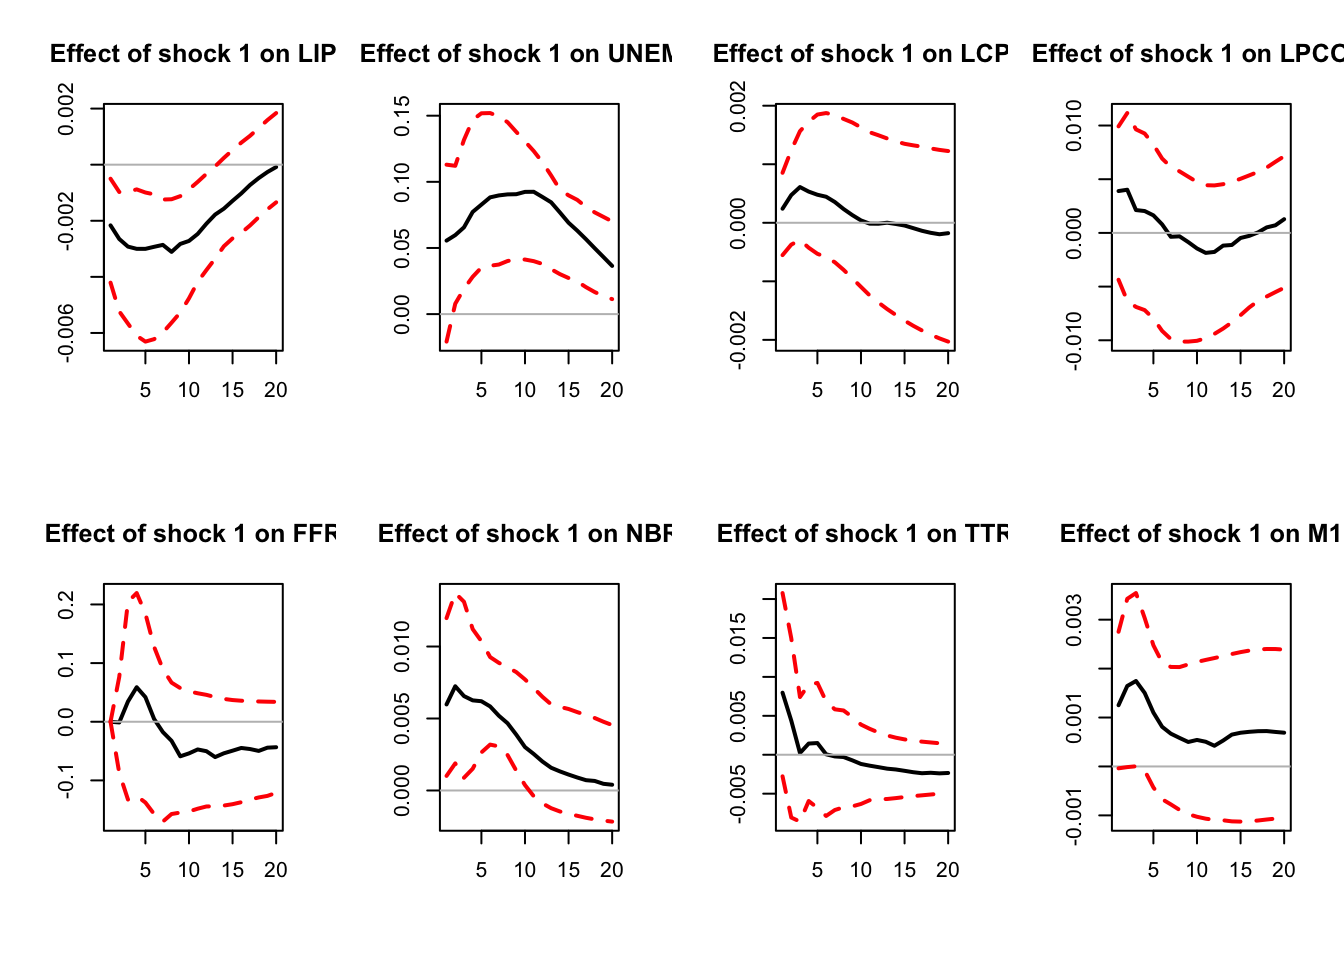 Effect of shock 1 on LIP
Effect of shock 1 on UNEM
Effect of shock 1 on LCP
Effect of shock 1 on LPCO
0.002
-0.002
-0.006
5 10 15 20
0.15
0.10
0.05
0.00
5 10 15 20
0.002
0.000
-0.002
5 10 15 20
0.010
0.000
-0.010
5 10 15 20
Effect of shock 1 on FFR
Effect of shock 1 on NBR
Effect of shock 1 on TTR
Effect of shock 1 on M1
0.2
0.1
0.0
-0.1
5 10 15 20
0.010
0.005
0.000
5 10 15 20
0.015
0.005
-0.005
5 10 15 20
0.003
0.001
-0.001
5 10 15 20